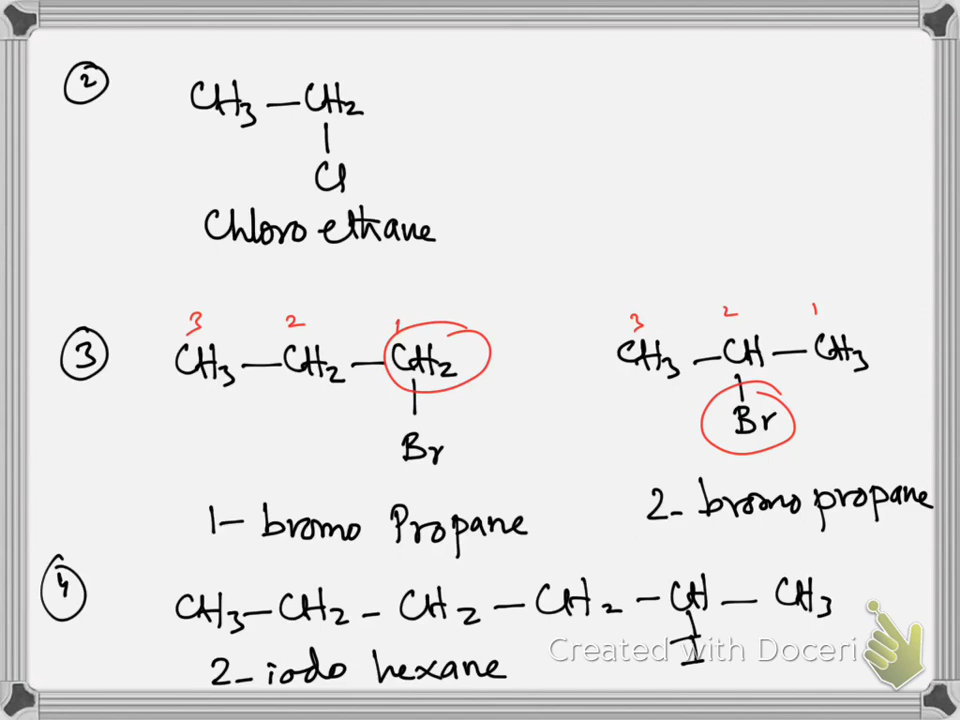 2
CH3 — CH2
|
Cl
Chloro ethane
3 2 1
3 2 1
3
CH3 — CH2 — CH2
|
Br
CH3 — CH — CH3
|
Br
1- bromo Propane
2- bromo propane
4
CH3 — CH2 - CH2 — CH2 — CH — CH3
|
I
2- iodo hexane
Created with Doceri